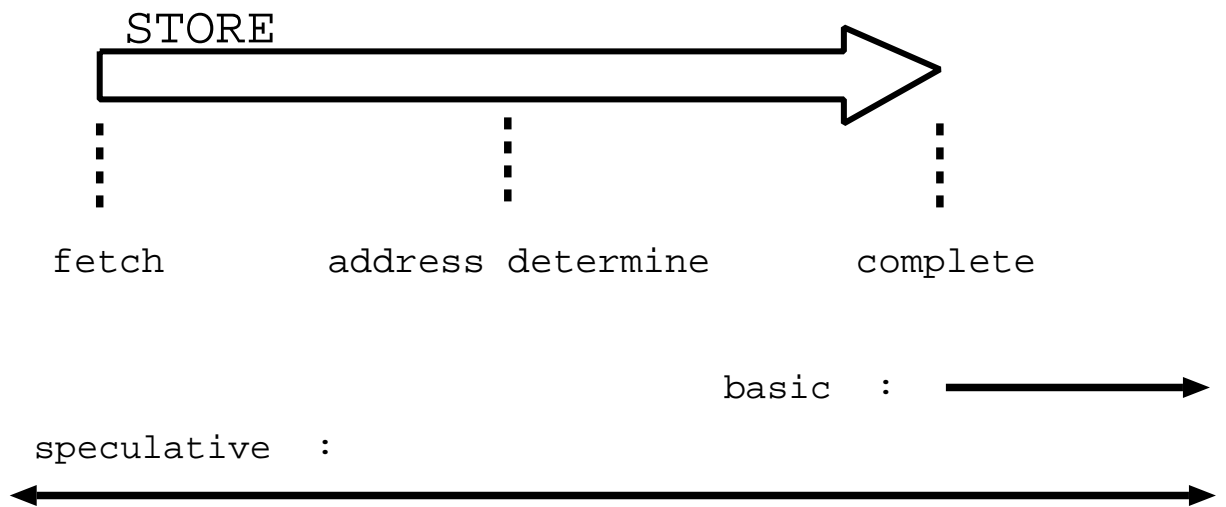 STORE
fetch address determine complete
basic :
speculative :